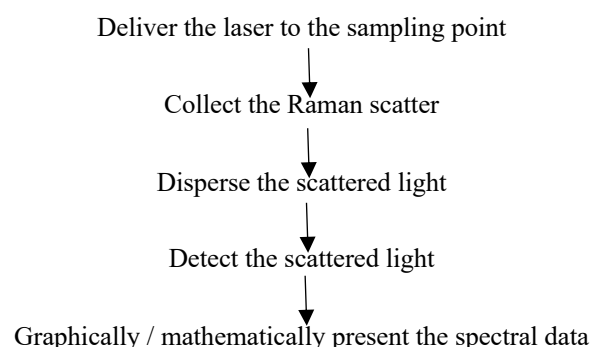 Deliver the laser to the sampling point
Collect the Raman scatter
Disperse the scattered light
Detect the scattered light
Graphically / mathematically present the spectral data